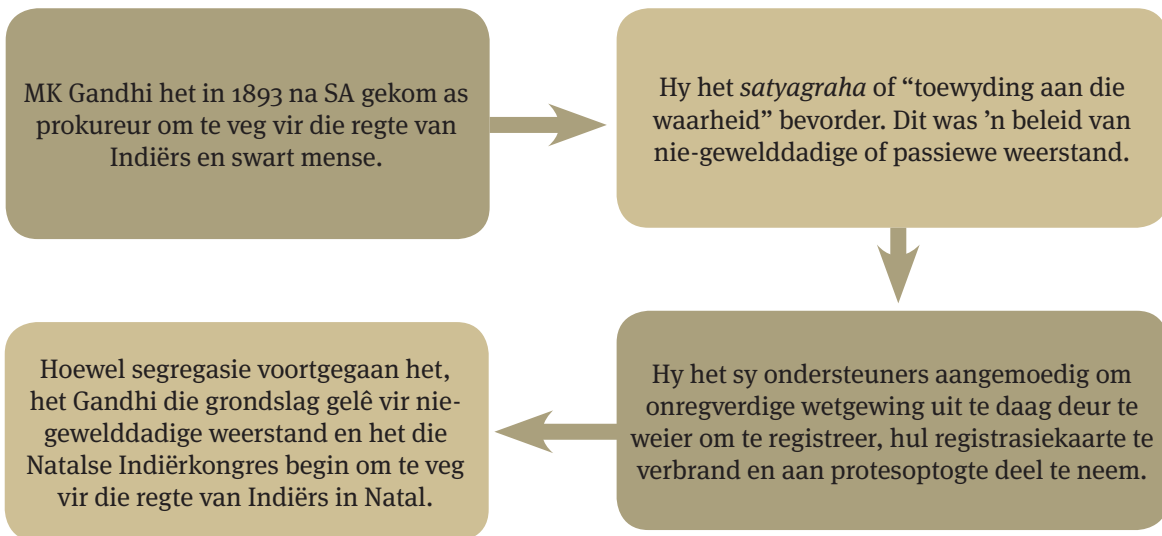 MK Gandhi het in 1893 na SA gekom as
prokureur om te veg vir die regte van
Indiërs en swart mense.
Hy het satyagraha of “toewyding aan die
waarheid” bevorder. Dit was ’n beleid van
nie-gewelddadige of passiewe weerstand.
Hy het sy ondersteuners aangemoedig om
onregverdige wetgewing uit te daag deur te
weier om te registreer, hul registrasiekaarte te
verbrand en aan protesoptogte deel te neem.
Hoewel segregasie voortgegaan het,
het Gandhi die grondslag gelê vir nie-
gewelddadige weerstand en het die
Natalse Indiërkongres begin om te veg
vir die regte van Indiërs in Natal.